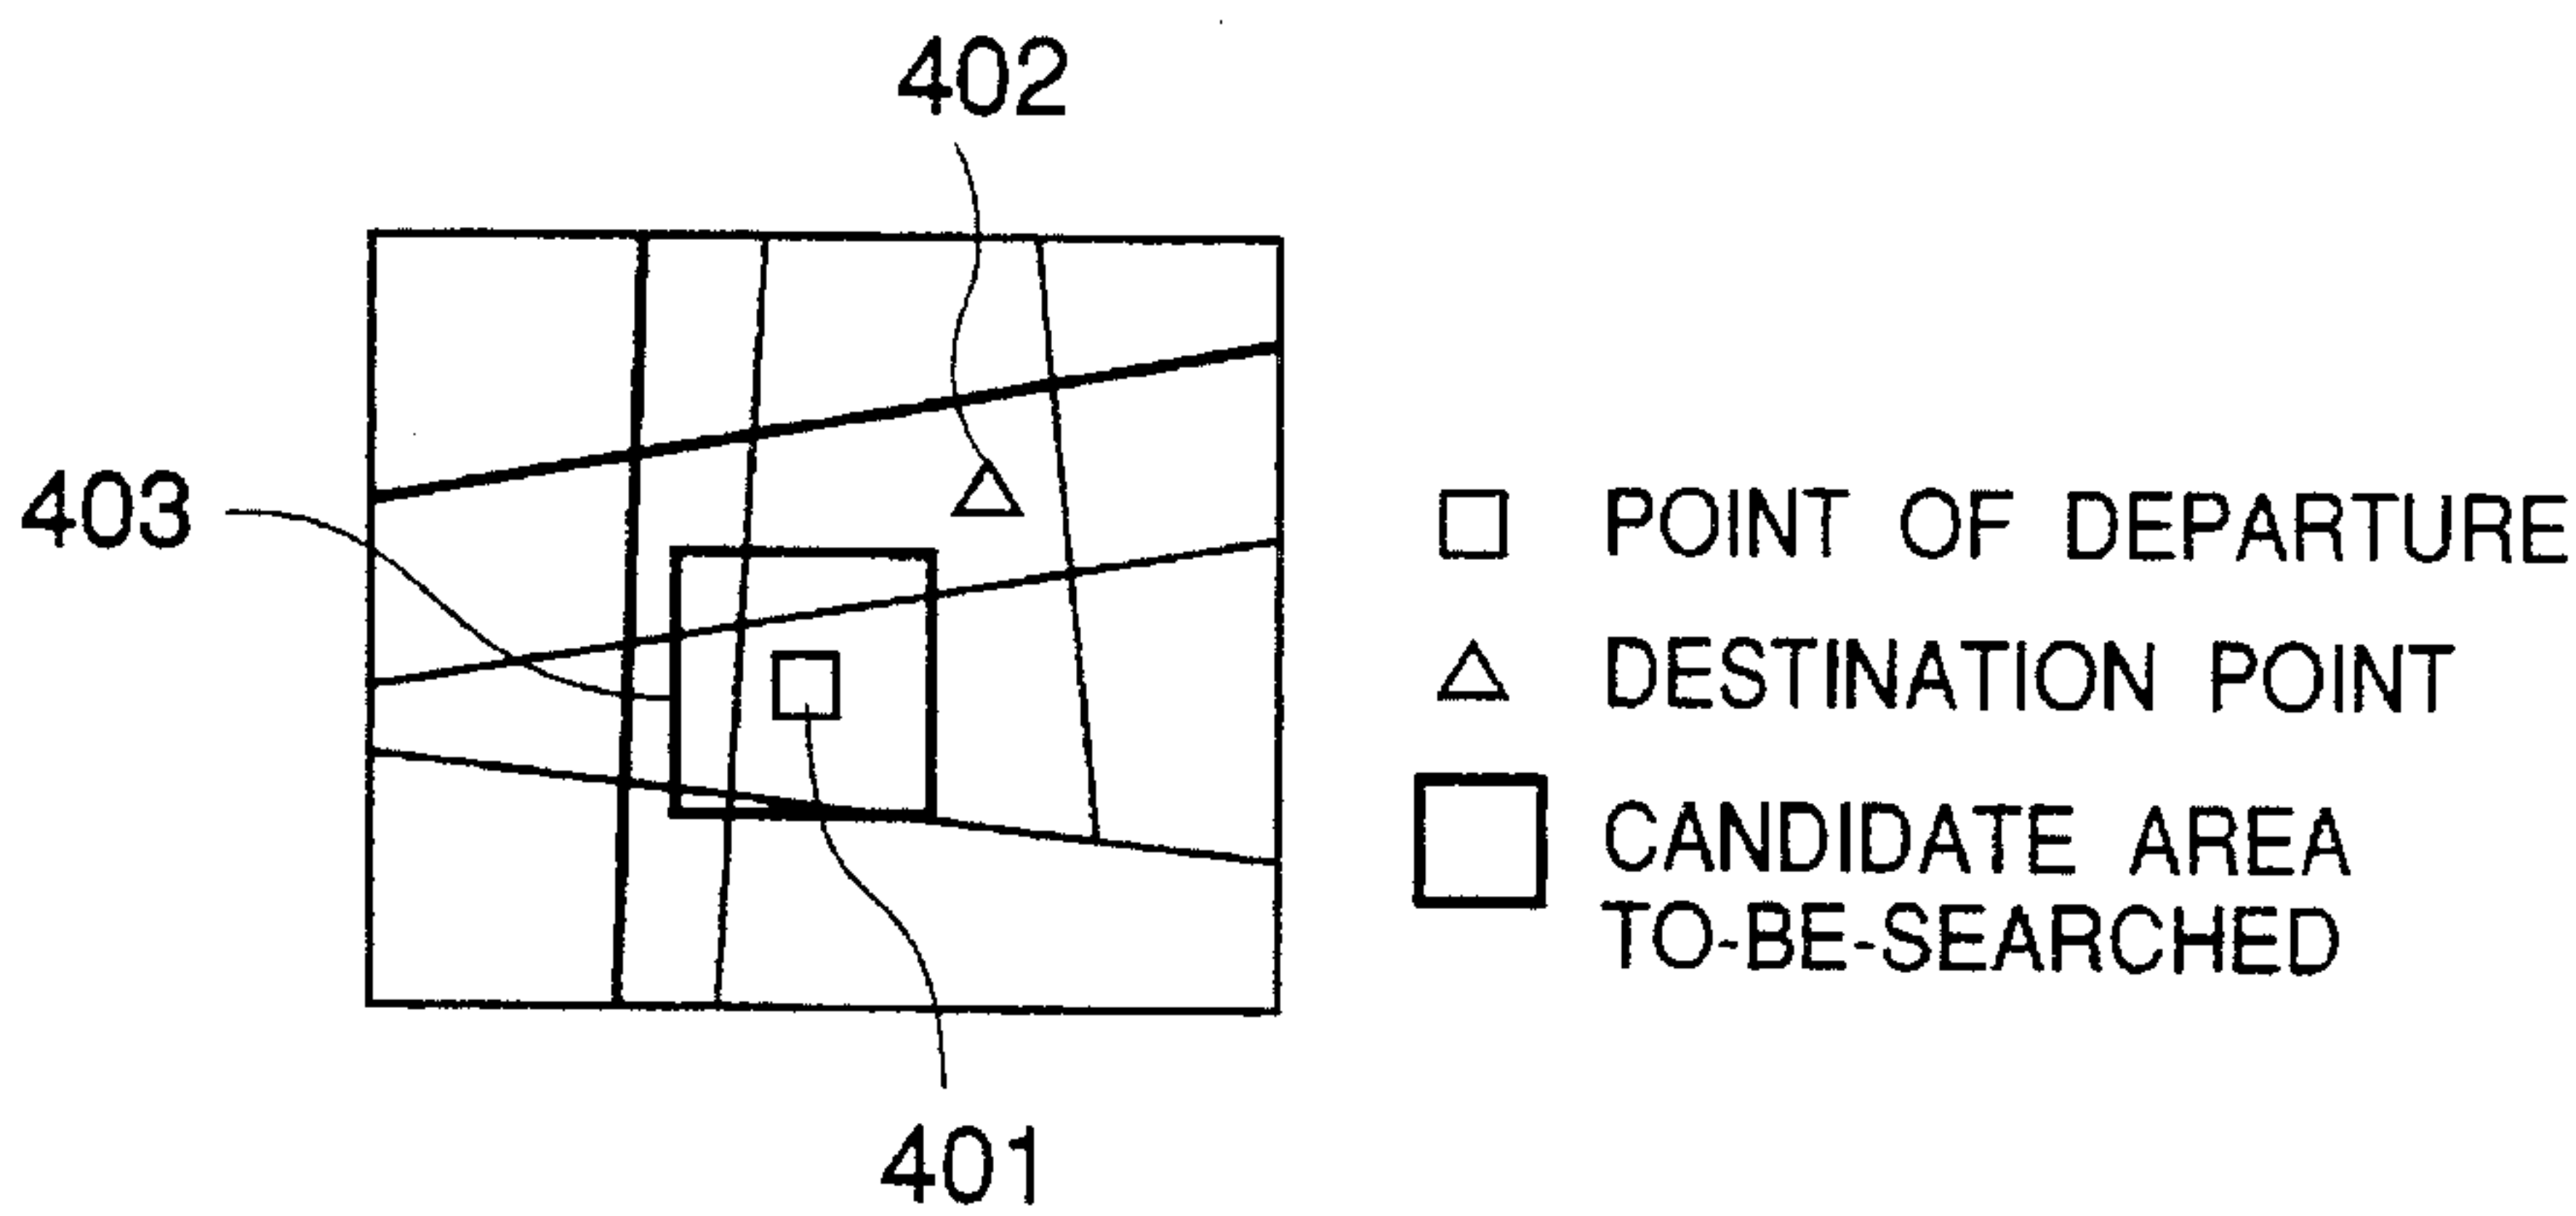 402
403
401
POINT OF DEPARTURE
DESTINATION POINT
CANDIDATE AREA
TO-BE-SEARCHED